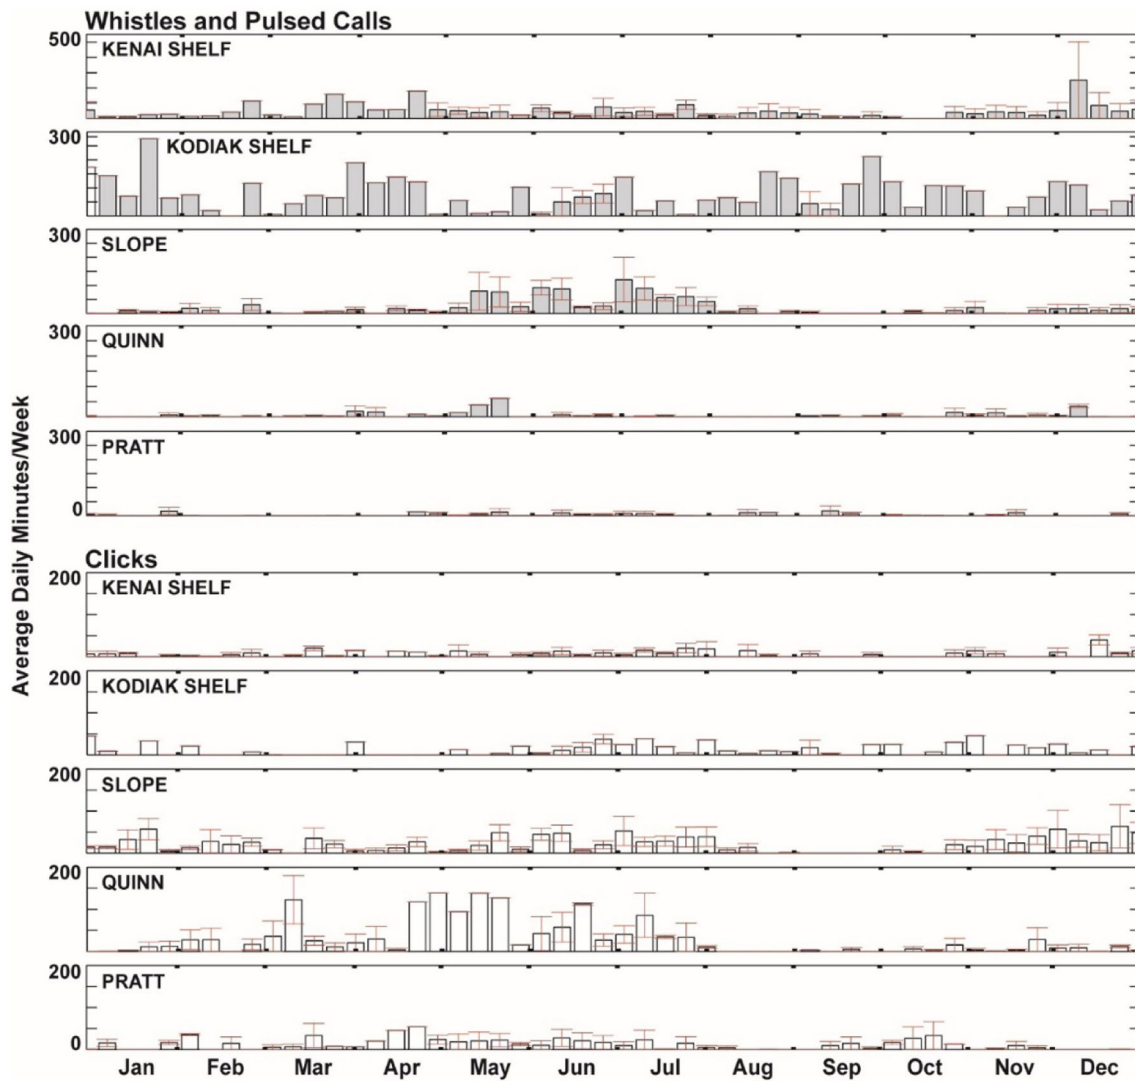 Whistles and Pulsed Calls
500
KENAI SHELF
300
KODIAK SHELF
300
SLOPE
300
QUINN
300
PRATT
0
Average Daily Minutes/Week
Clicks
200
KENAI SHELF
200
KODIAK SHELF
200
SLOPE
200
QUINN
200
PRATT
0
Jan Feb Mar Apr May Jun Jul Aug Sep Oct Nov Dec